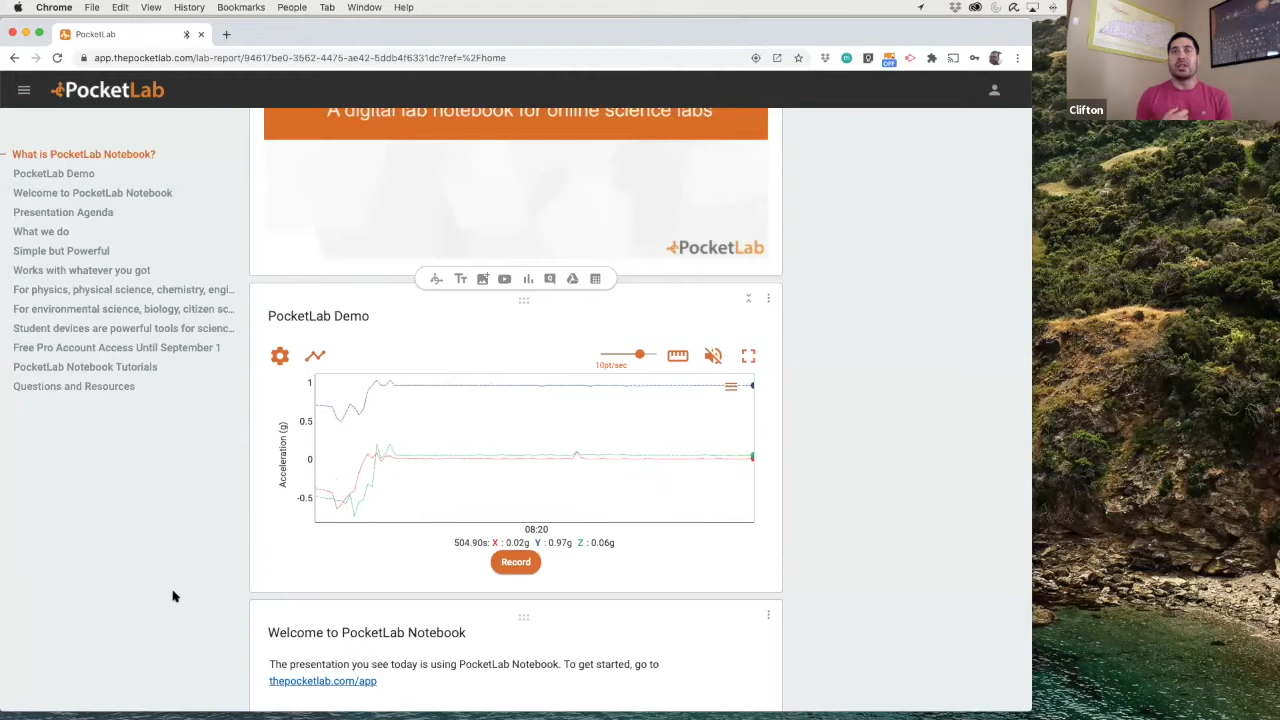 Chrome File Edit View History Bookmarks People Tab Window Help
PocketLab
app.thepocketlab.com/lab-report/94617be0-3562-4475-ae42-5ddb4f6331dc?ref=%2Fhome
OFF
PocketLab
Clifton
A digital lab notebook for online science labs
What is PocketLab Notebook?
PocketLab Demo
Welcome to PocketLab Notebook
Presentation Agenda
What we do
Simple but Powerful
Works with whatever you got
For physics, physical science, chemistry, engi...
For environmental science, biology, citizen sc...
Student devices are powerful tools for scienc...
Free Pro Account Access Until September 1
PocketLab Notebook Tutorials
Questions and Resources
PocketLab
PocketLab Demo
10pt/sec
1
0.5
0
-0.5
Acceleration (g)
08:20
504.90s: X : 0.02g Y : 0.97g Z : 0.06g
Record
Welcome to PocketLab Notebook
The presentation you see today is using PocketLab Notebook. To get started, go to
thepocketlab.com/app